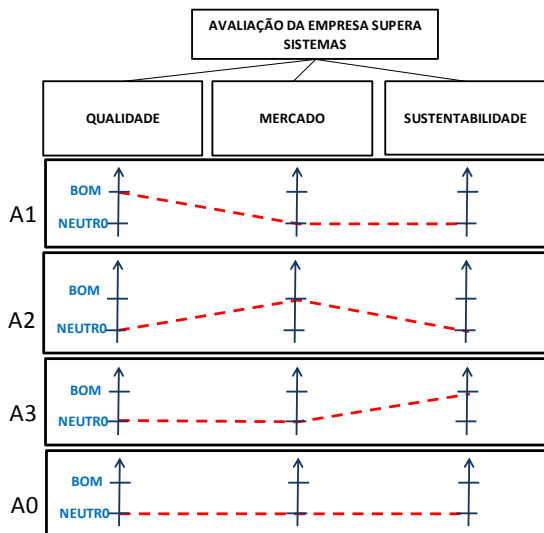 AVALIAÇÃO DA EMPRESA SUPERA
SISTEMAS
QUALIDADE
MERCADO
SUSTENTABILIDADE
A1
BOM
NEUTR0
A2
BOM
NEUTR0
A3
BOM
NEUTR0
A0
BOM
NEUTR0